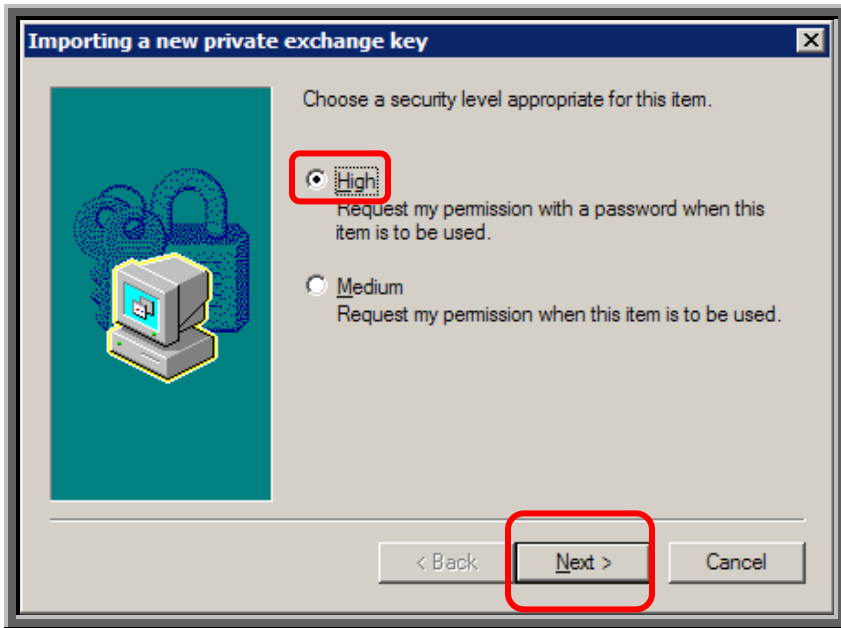 Importing a new private exchange key
Choose a security level appropriate for this item.
High
Request my permission with a password when this
item is to be used.
Medium
Request my permission when this item is to be used.
< Back
Next >
Cancel